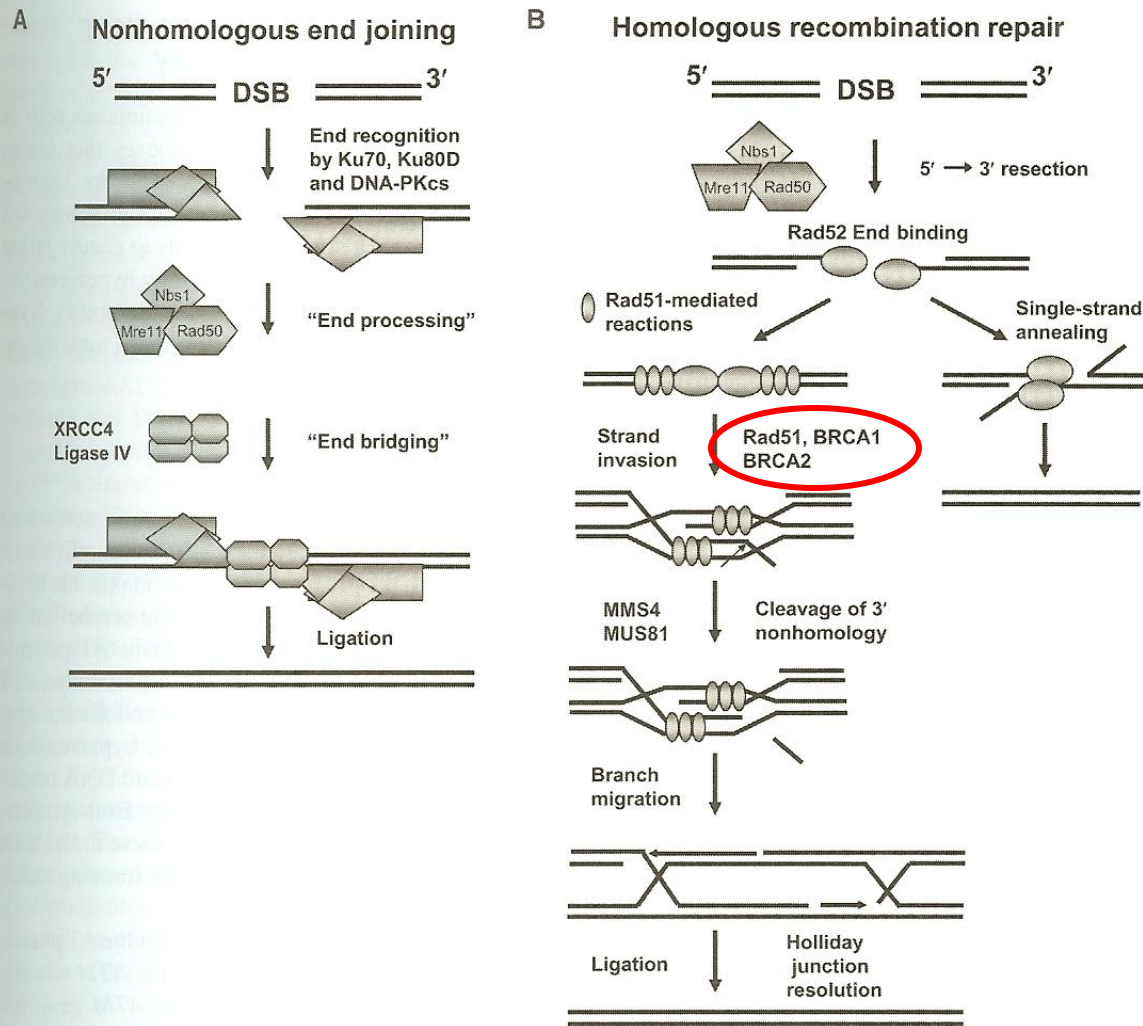 A
Nonhomologous end joining
5′
3′
DSB
End recognition
by Ku70, Ku80D
and DNA-PKcs
Nbs1
Mre11
Rad50
"End processing"
XRCC4
Ligase IV
"End bridging"
Ligation
B
Homologous recombination repair
5′
3′
DSB
Nbs1
Mre11
Rad50
5′ → 3′ resection
Rad52 End binding
Rad51-mediated
reactions
Single-strand
annealing
Strand
invasion
Rad51, BRCA1
BRCA2
MMS4
MUS81
Cleavage of 3′
nonhomology
Branch
migration
Ligation
Holliday
junction
resolution